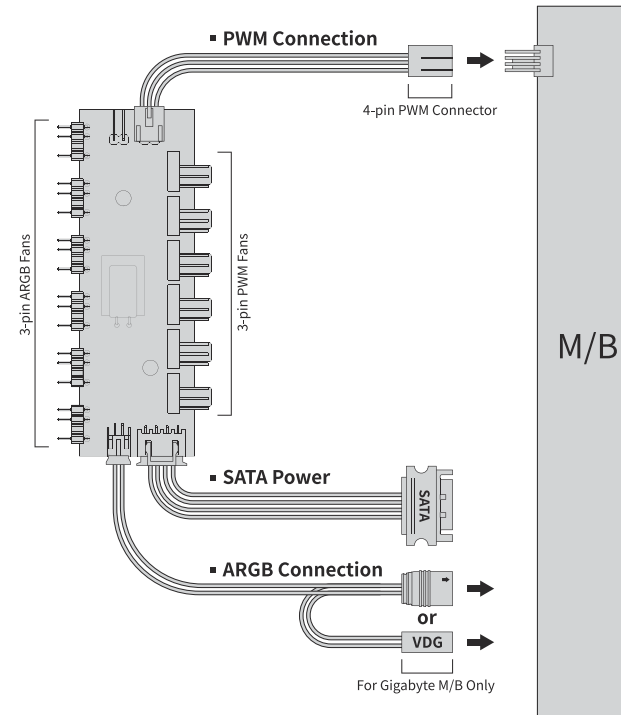 ▪ PWM Connection
4-pin PWM Connector
3-pin ARGB Fans
3-pin PWM Fans
M/B
▪ SATA Power
SATA
▪ ARGB Connection
or
VDG
For Gigabyte M/B Only